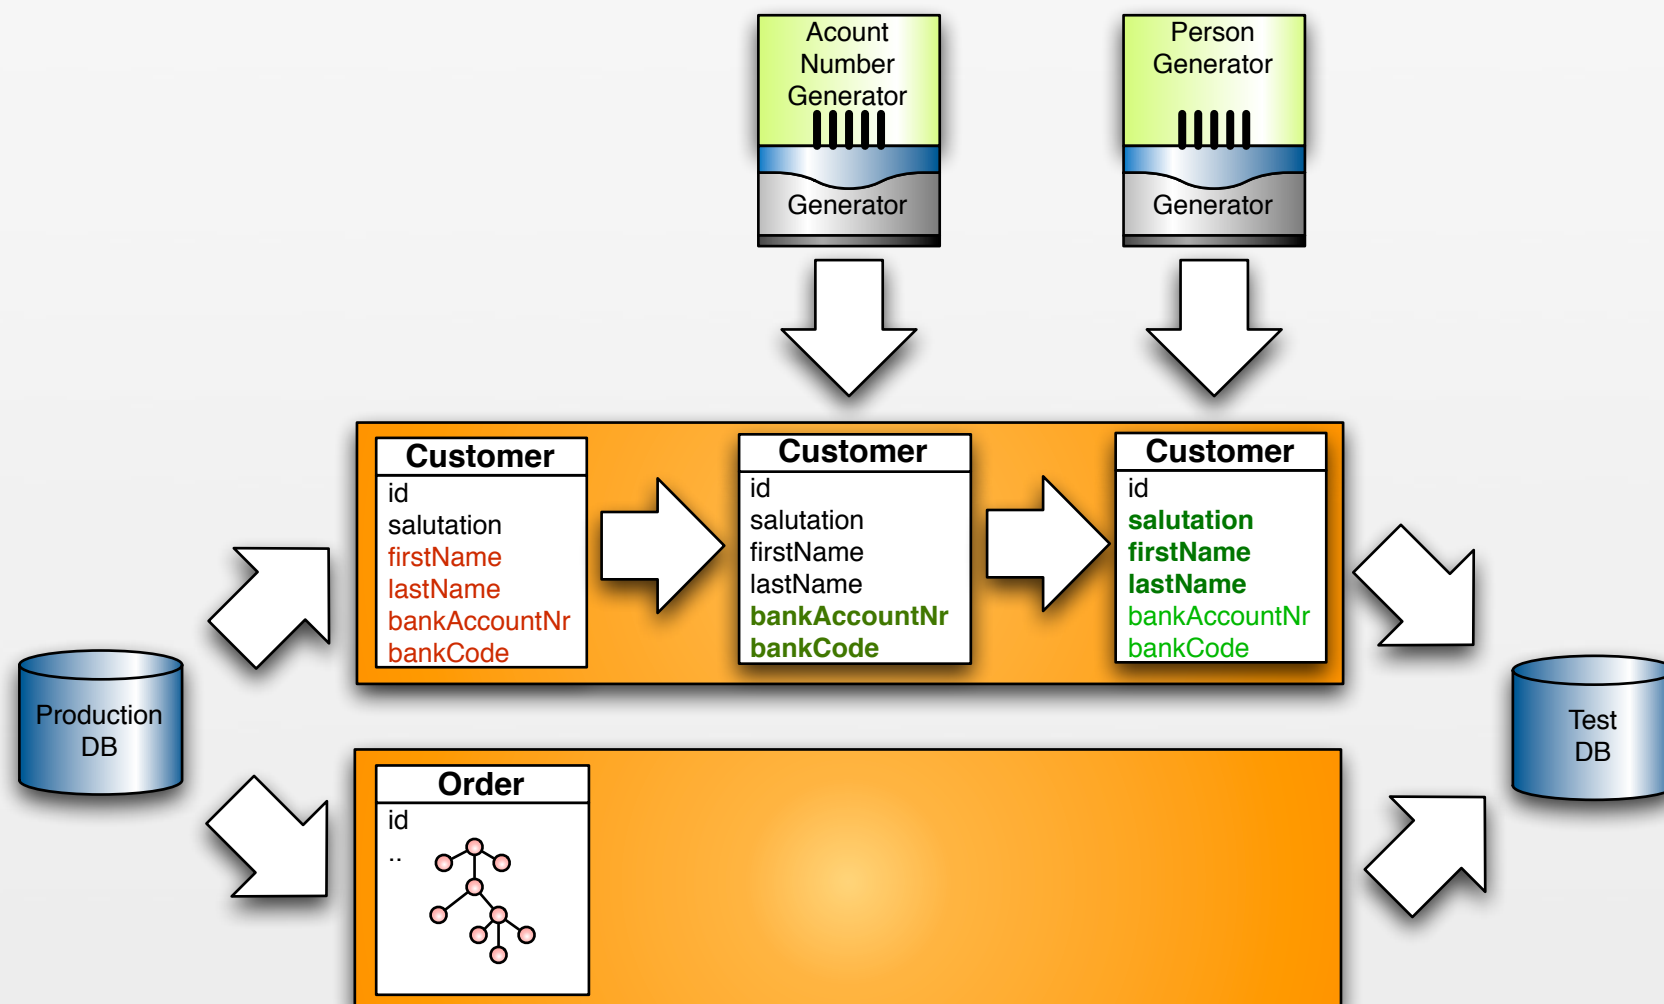 Acount
Number
Generator
Generator
Person
Generator
Generator
Customer
id
salutation
firstName
lastName
bankAccountNr
bankCode
Customer
id
salutation
firstName
lastName
bankAccountNr
bankCode
Customer
id
salutation
firstName
lastName
bankAccountNr
bankCode
Production
DB
Test
DB
Order
id
..